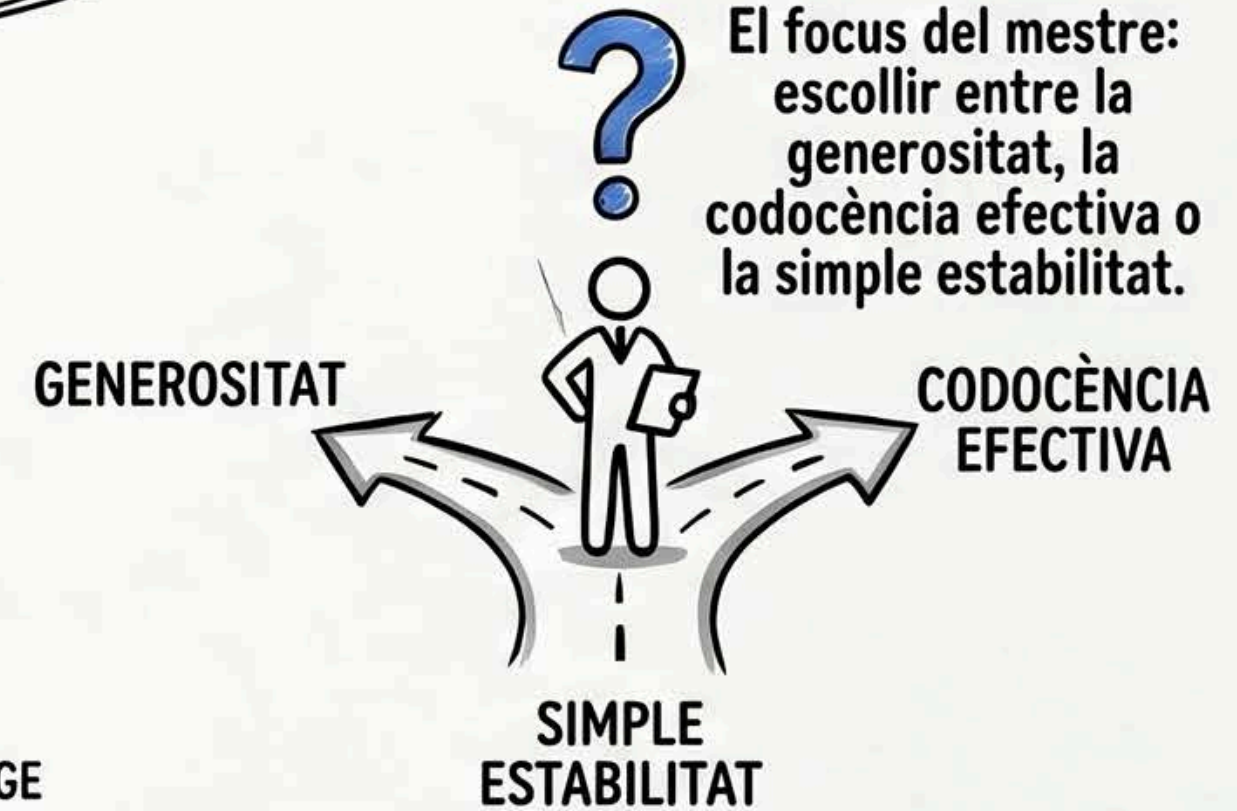 El focus del mestre:
escollir entre la
generositat, la
codocència efectiva o
la simple estabilitat.
GENEROSITAT
CODOCÈNCIA
EFECTIVA
SIMPLE
ESTABILITAT